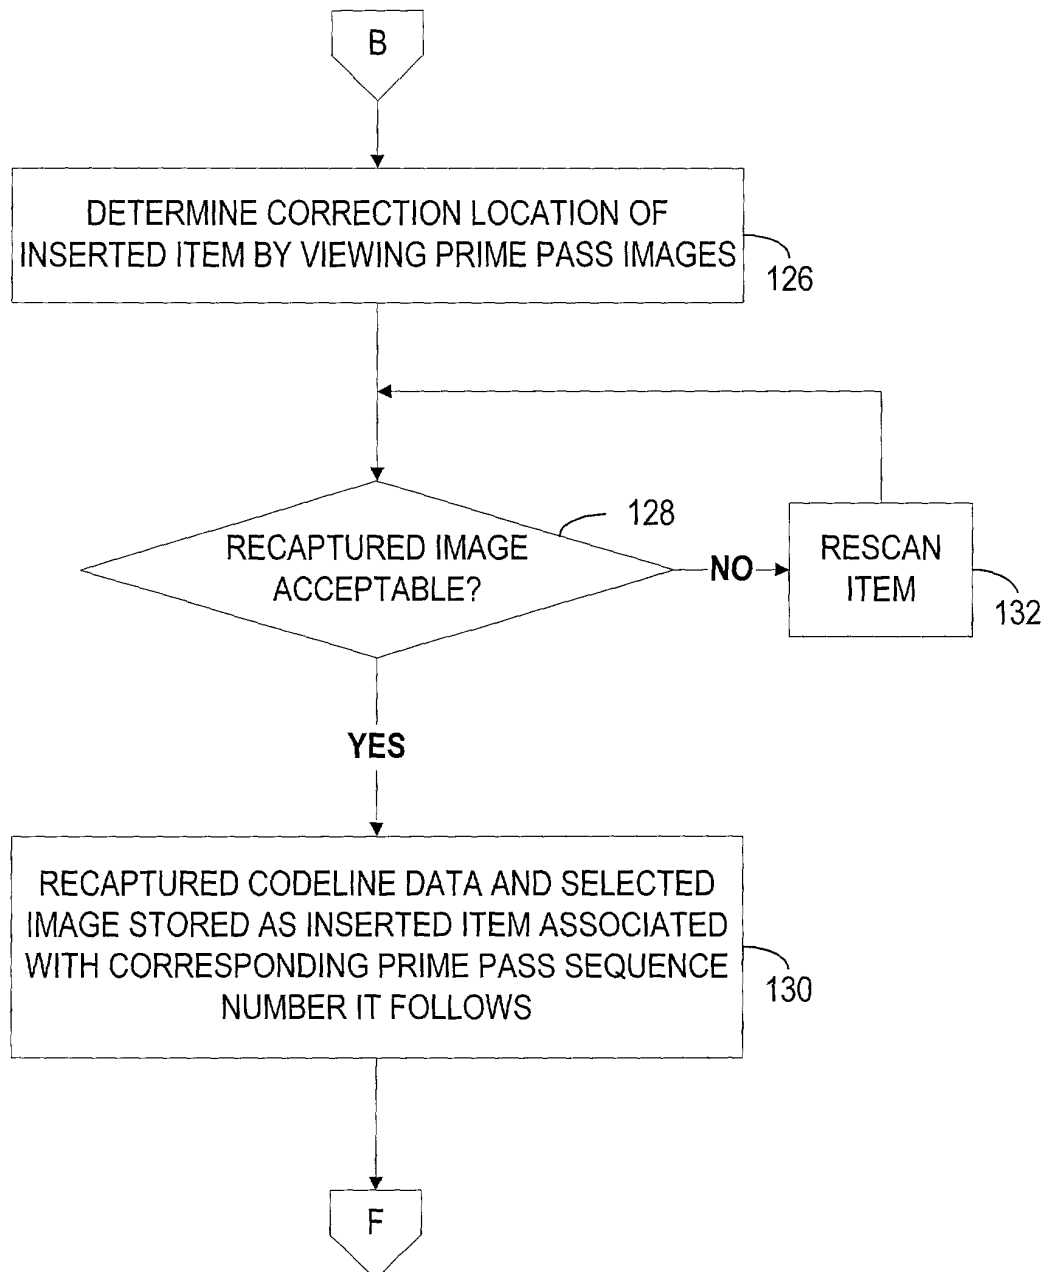 B
DETERMINE CORRECTION LOCATION OF
INSERTED ITEM BY VIEWING PRIME PASS IMAGES
126
128
RECAPTURED IMAGE
ACCEPTABLE?
NO
RESCAN
ITEM
132
YES
RECAPTURED CODELINE DATA AND SELECTED
IMAGE STORED AS INSERTED ITEM ASSOCIATED
WITH CORRESPONDING PRIME PASS SEQUENCE
NUMBER IT FOLLOWS
130
F